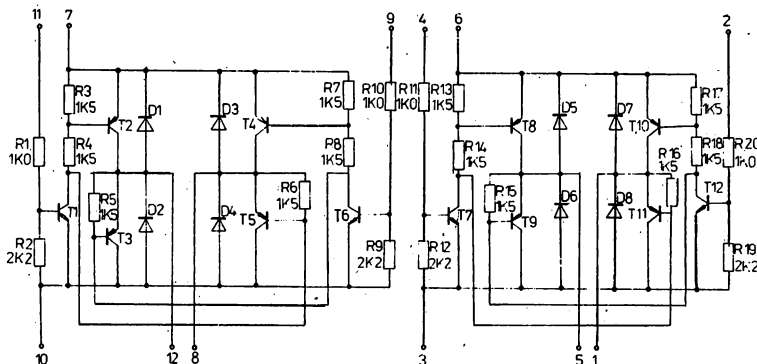 11 7 9 4 6 2
R3 1K5
R7 1K5
R10 1K0
R11 1K0
R13 1K5
R17 1K5
D1
D3
D5
D7
T2
T4
T8
T10
R1 1K0
R4 1K5
R8 1K5
R14 1K5
R16 1K5
R18 1K5
R20 1K0
R5 1K5
R6 1K5
R15 1K5
T12
T1
D2
D4
T5
T6
T7
D6
D8
T3
T9
T11
R2 2K2
R9 2K2
R12 2K2
R19 2K2
10 12 8 3 5 1